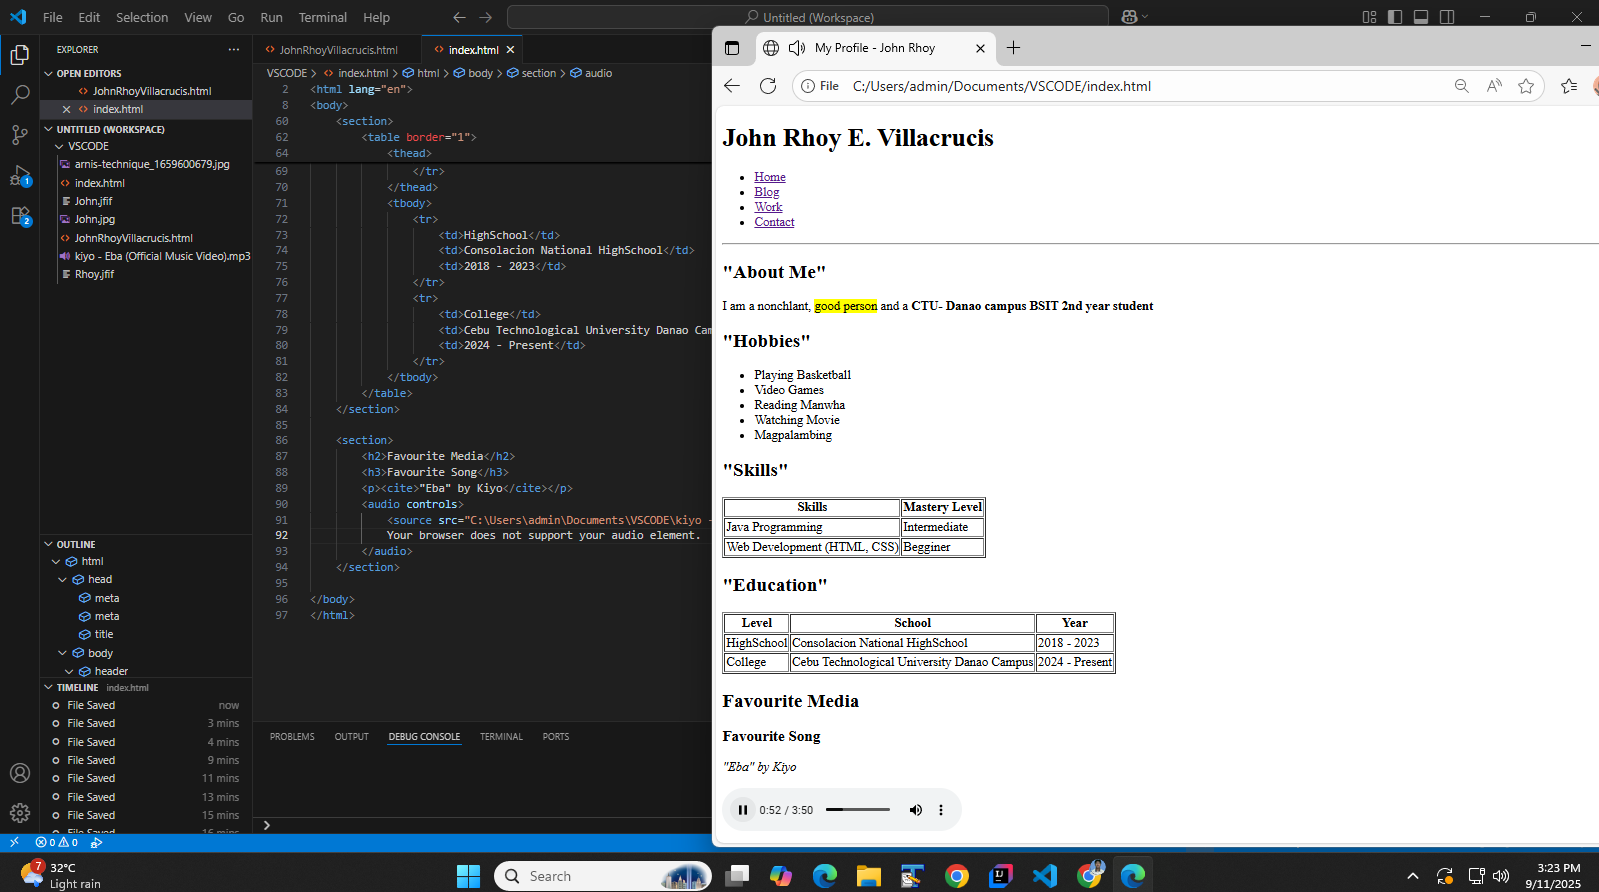 File Edit Selection View Go Run Terminal Help
Untitled (Workspace)
EXPLORER
OPEN EDITORS
JohnRhoyVillacrucis.html
index.html
UNTITLED (WORKSPACE)
VSCODE
arnis-technique_1659600679.jpg
index.html
John.jfif
John.jpg
JohnRhoyVillacrucis.html
kiyo - Eba (Official Music Video).mp3
Rhoy.jfif
OUTLINE
html
head
meta
meta
title
body
header
TIMELINE index.html
File Saved now
File Saved 3 mins
File Saved 4 mins
File Saved 9 mins
File Saved 11 mins
File Saved 13 mins
File Saved 15 mins
File Saved 16 mins
1
2
JohnRhoyVillacrucis.html
index.html
VSCODE > index.html > html > body > section > audio
2 <html lang="en">
8 <body>
60 <section>
62 <table border="1">
64 <thead>
69 </tr>
70 </thead>
71 <tbody>
72 <tr>
73 <td>HighSchool</td>
74 <td>Consolacion National HighSchool</td>
75 <td>2018 - 2023</td>
76 </tr>
77 <tr>
78 <td>College</td>
79 <td>Cebu Technological University Danao Cam
80 <td>2024 - Present</td>
81 </tr>
82 </tbody>
83 </table>
84 </section>
85
86 <section>
87 <h2>Favourite Media</h2>
88 <h3>Favourite Song</h3>
89 <p><cite>"Eba" by Kiyo</cite></p>
90 <audio controls>
91 <source src="C:\Users\admin\Documents\VSCODE\kiyo -
92 Your browser does not support your audio element.
93 </audio>
94 </section>
95
96 </body>
97 </html>
PROBLEMS OUTPUT DEBUG CONSOLE TERMINAL PORTS
0 0
My Profile - John Rhoy
File C:/Users/admin/Documents/VSCODE/index.html
John Rhoy E. Villacrucis
Home
Blog
Work
Contact
"About Me"
I am a nonchlant, good person and a CTU- Danao campus BSIT 2nd year student
"Hobbies"
Playing Basketball
Video Games
Reading Manwha
Watching Movie
Magpalambing
"Skills"
Skills Mastery Level
Java Programming Intermediate
Web Development (HTML, CSS) Begginer
"Education"
Level School Year
HighSchool Consolacion National HighSchool 2018 - 2023
College Cebu Technological University Danao Campus 2024 - Present
Favourite Media
Favourite Song
"Eba" by Kiyo
0:52 / 3:50
7
32°C
Light rain
Search
3:23 PM
9/11/2025